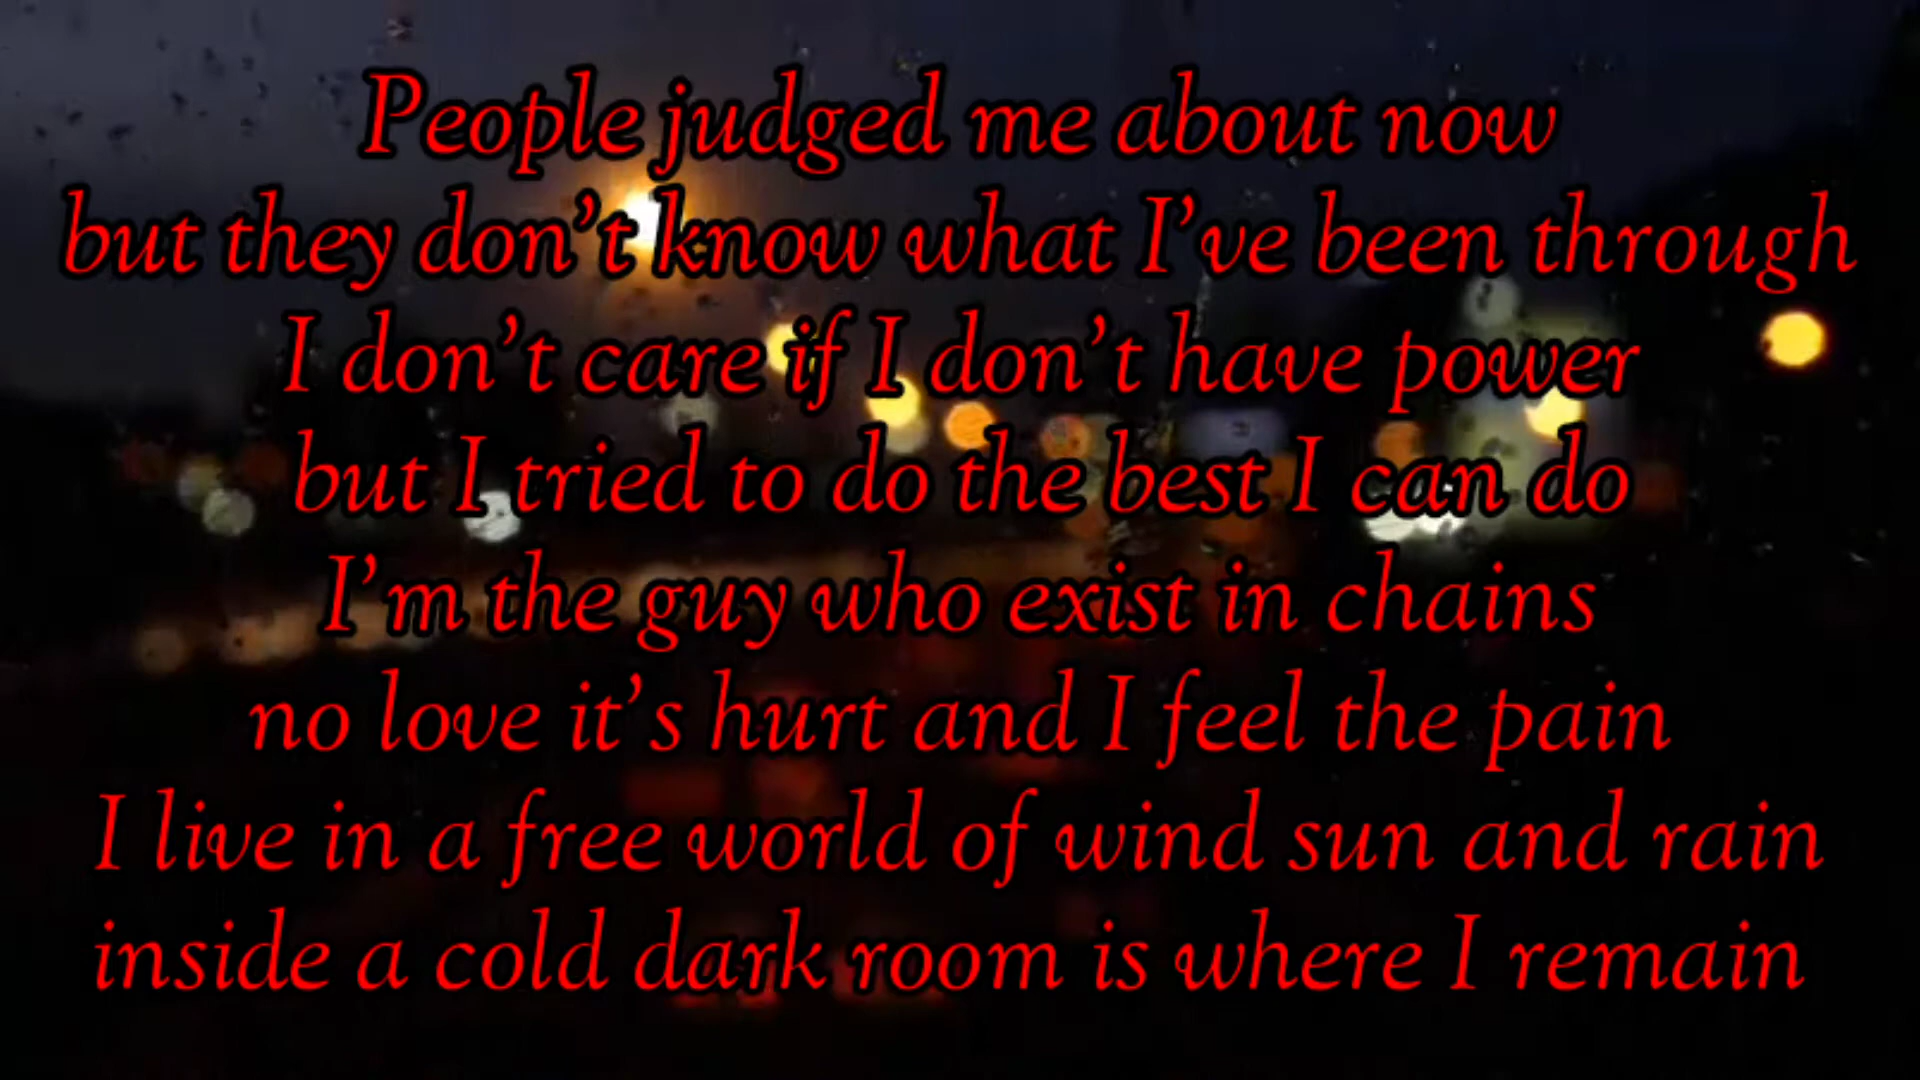 People judged me about now
but they don't know what I've been through
I don't care if I don't have power
but I tried to do the best I can do
I'm the guy who exist in chains
no love it's hurt and I feel the pain
I live in a free world of wind sun and rain
inside a cold dark room is where I remain